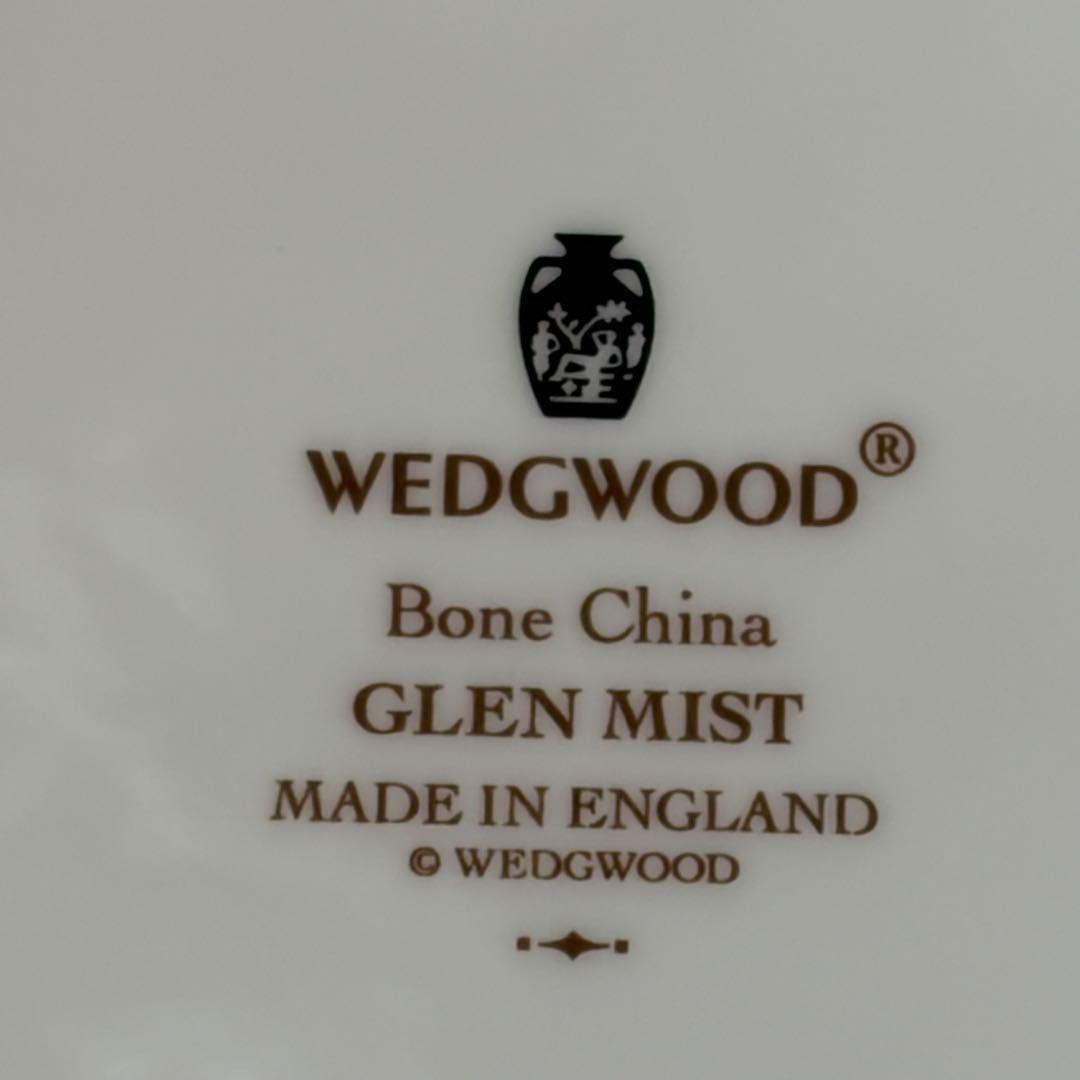 WEDGWOOD®
Bone China
GLEN MIST
MADE IN ENGLAND
© WEDGWOOD